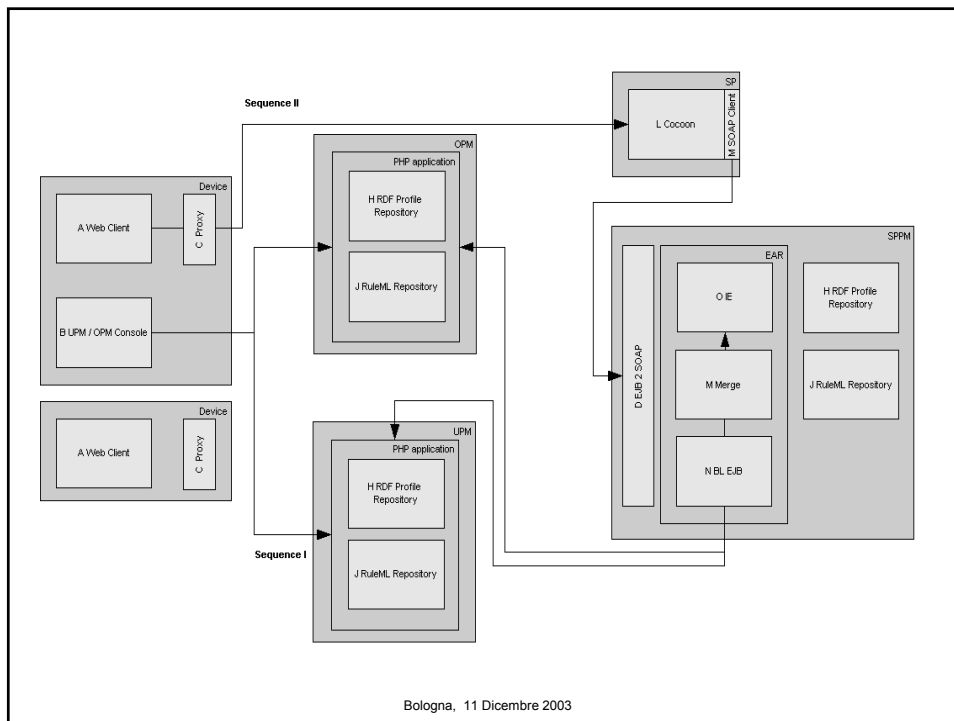 SP
L Cocoon
M SOAP Client
Sequence II
OPM
PHP application
H RDF Profile
Repository
J RuleML Repository
Device
A Web Client
C Proxy
B UPM / OPM Console
Device
A Web Client
C Proxy
SPPM
EAR
D EJB 2 SOAP
O IE
M Merge
N BL EJB
H RDF Profile
Repository
J RuleML Repository
UPM
PHP application
H RDF Profile
Repository
J RuleML Repository
Sequence I
Bologna, 11 Dicembre 2003